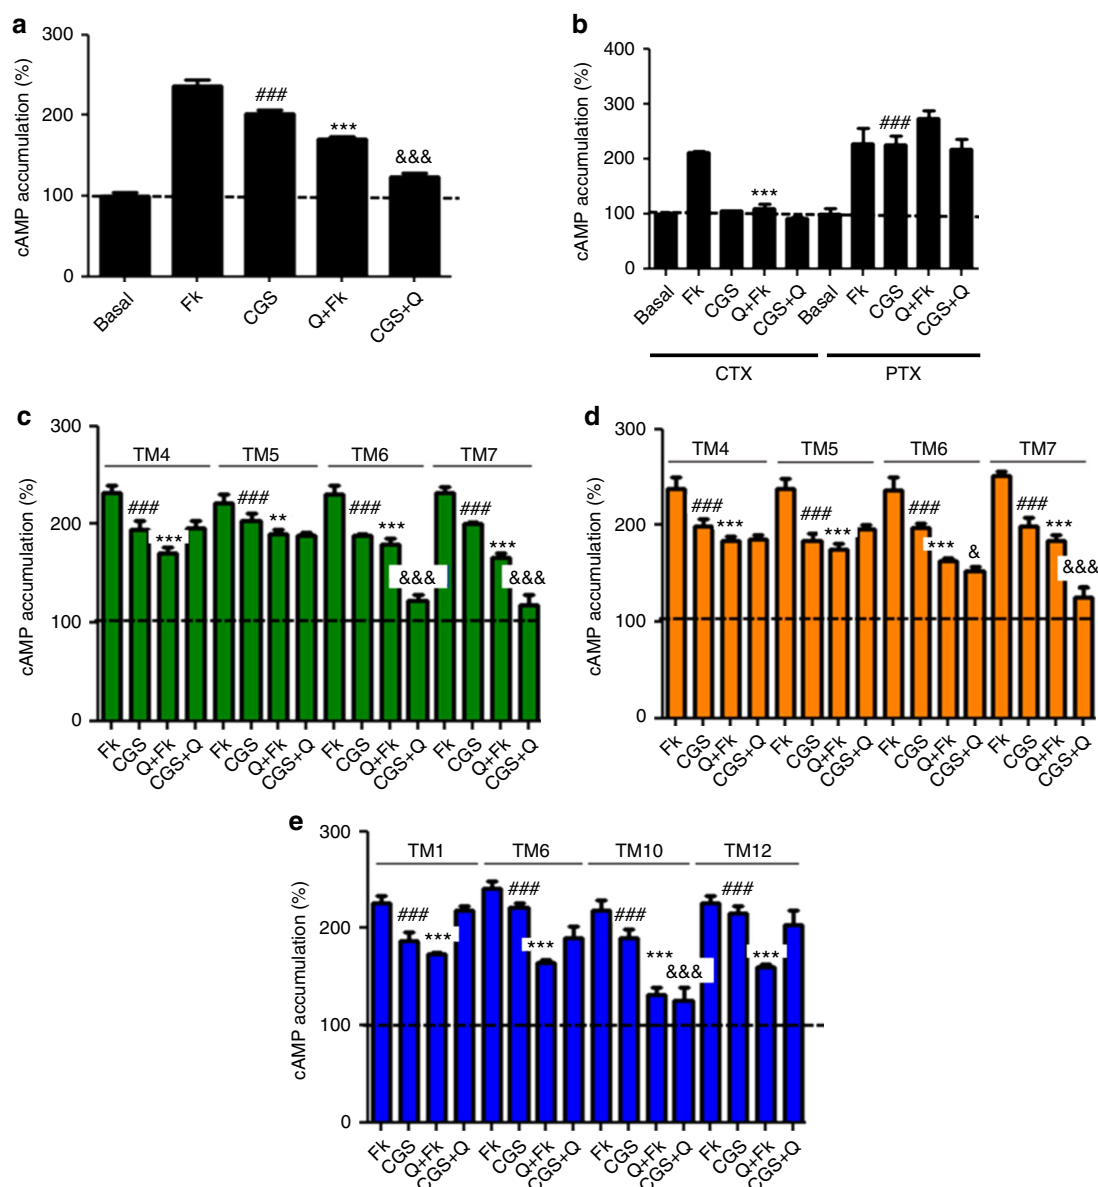 a
cAMP accumulation (%)
300
200
100
0
###
***
&&&
Basal Fk CGS Q+Fk CGS+Q
b
cAMP accumulation (%)
400
300
200
100
0
***
###
Basal Fk CGS Q+Fk CGS+Q Basal Fk CGS Q+Fk CGS+Q
CTX PTX
c
cAMP accumulation (%)
300
200
100
0
TM4 TM5 TM6 TM7
### *** ### ** ### *** &&& ### *** &&&
Fk CGS Q+Fk CGS+Q Fk CGS Q+Fk CGS+Q Fk CGS Q+Fk CGS+Q Fk CGS Q+Fk CGS+Q
d
cAMP accumulation (%)
300
200
100
0
TM4 TM5 TM6 TM7
### *** ### *** ### *** & ### *** &&&
Fk CGS Q+Fk CGS+Q Fk CGS Q+Fk CGS+Q Fk CGS Q+Fk CGS+Q Fk CGS Q+Fk CGS+Q
e
cAMP accumulation (%)
300
200
100
0
TM1 TM6 TM10 TM12
### *** ### *** ### *** &&& ### ***
Fk CGS Q+Fk CGS+Q Fk CGS Q+Fk CGS+Q Fk CGS Q+Fk CGS+Q Fk CGS Q+Fk CGS+Q